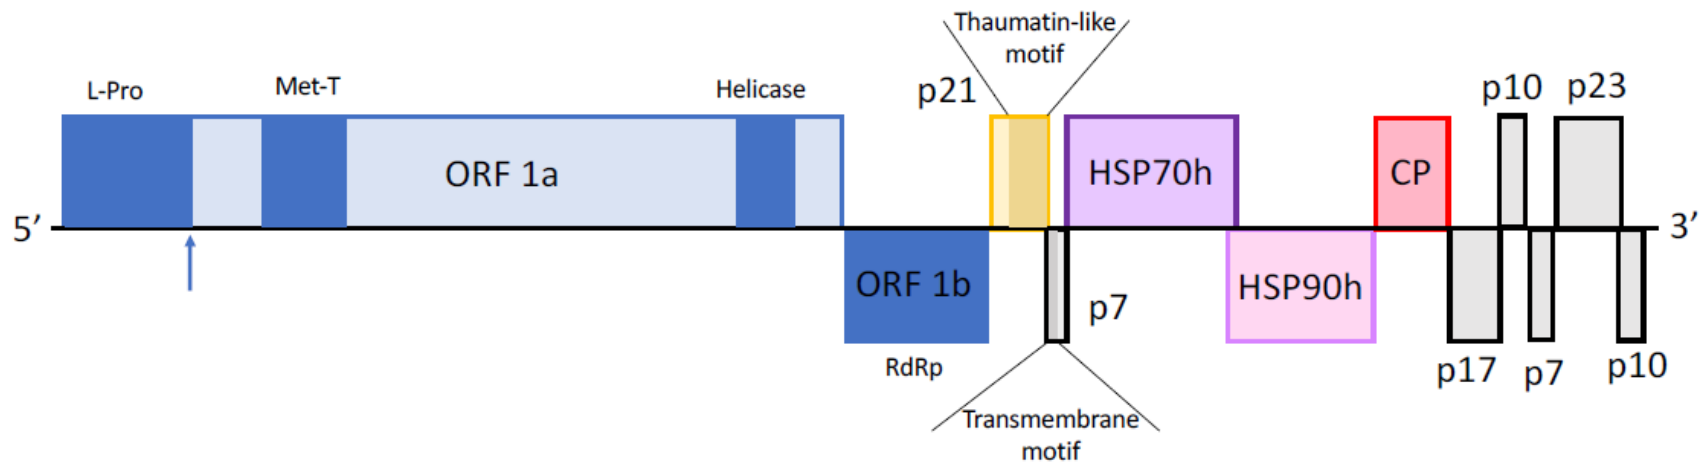 Thaumatin-like
motif
L-Pro
Met-T
Helicase
p21
p10
p23
ORF 1a
HSP70h
CP
5’
3’
ORF 1b
HSP90h
p7
RdRp
p17
p7
p10
Transmembrane
motif